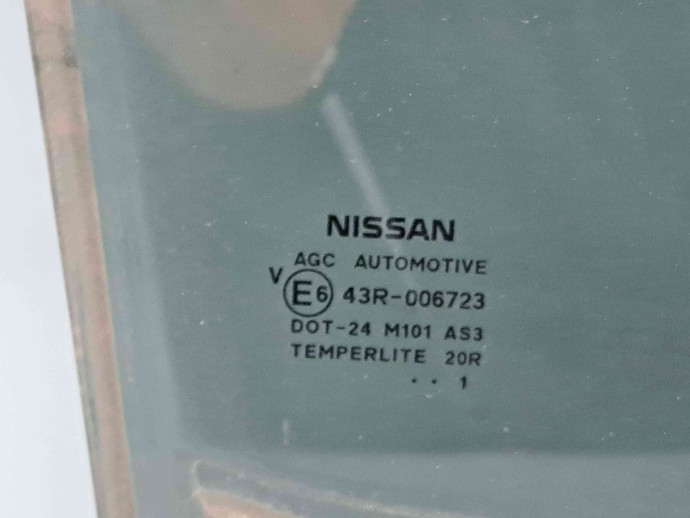 NISSAN
AGC AUTOMOTIVE
V E6 43R-006723
DOT-24 M101 AS3
TEMPERLITE 20R
. . 1